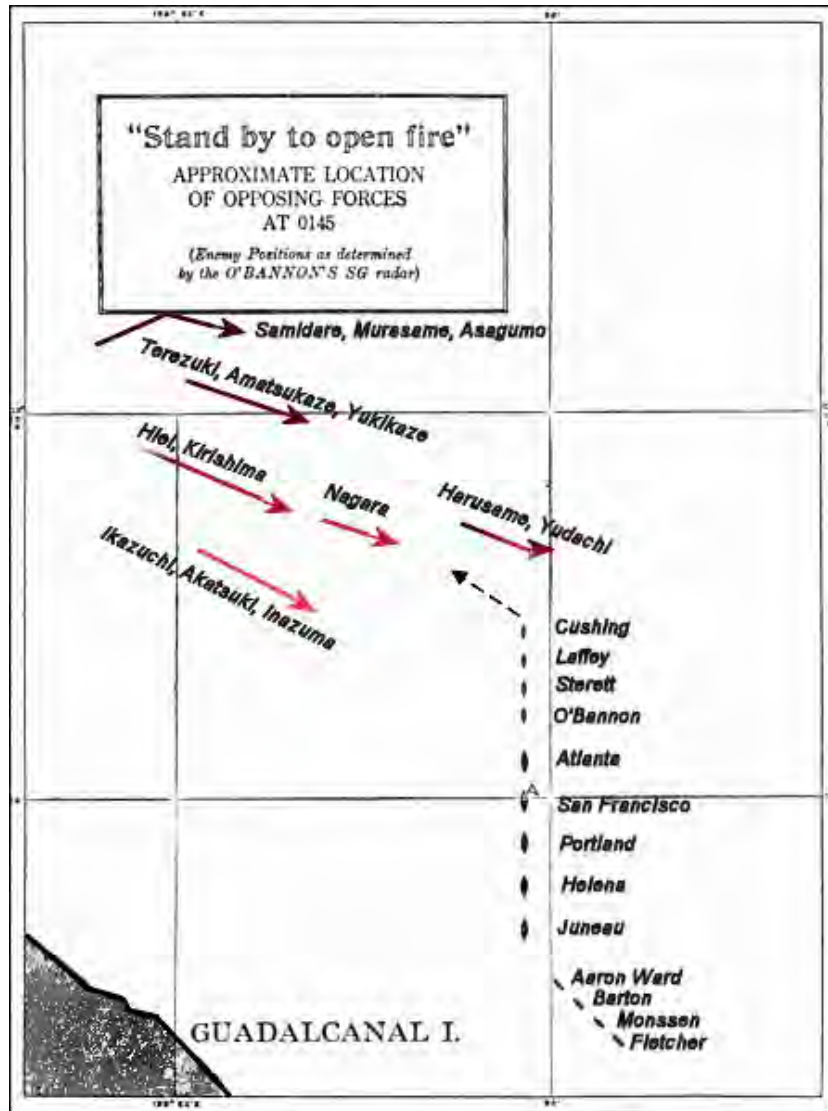 "Stand by to open fire"
APPROXIMATE LOCATION
OF OPPOSING FORCES
AT 0145
(Enemy Positions as determined
by the O'BANNON'S SG radar)
Samidare, Murasame, Asagumo
Terezuki, Amatsukaze, Yukikaze
Hiei, Kirishima
Nagara
Harusame, Yudachi
Ikazuchi, Akatsuki, Inazuma
Cushing
Laffey
Sterett
O'Bannon
Atlanta
San Francisco
Portland
Helena
Juneau
Aaron Ward
Barton
Monssen
Fletcher
GUADALCANAL I.